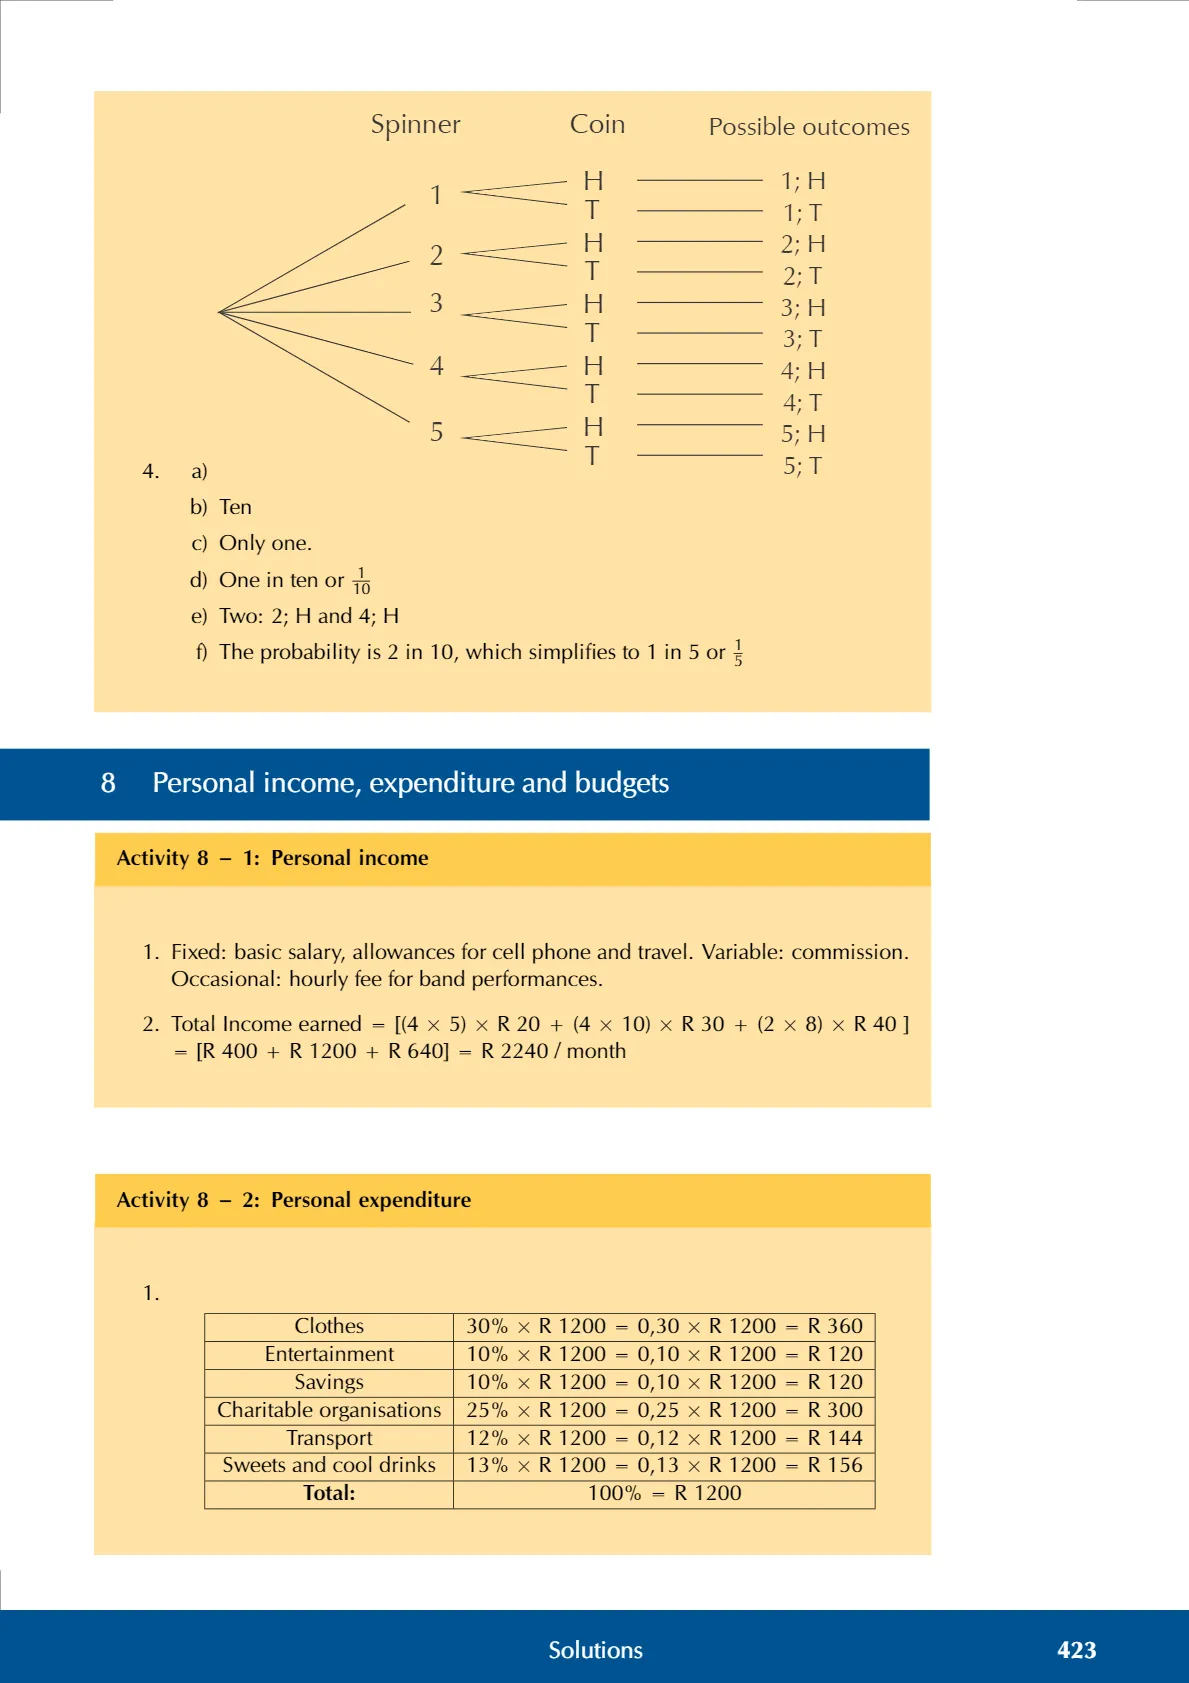 Spinner Coin Possible outcomes
1 H 1; H
T 1; T
2 H 2; H
T 2; T
3 H 3; H
T 3; T
4 H 4; H
T 4; T
5 H 5; H
T 5; T
4. a)
b) Ten
c) Only one.
d) One in ten or 1/10
e) Two: 2; H and 4; H
f) The probability is 2 in 10, which simplifies to 1 in 5 or 1/5
8 Personal income, expenditure and budgets
Activity 8 – 1: Personal income
1. Fixed: basic salary, allowances for cell phone and travel. Variable: commission.
Occasional: hourly fee for band performances.
2. Total Income earned = [(4 × 5) × R 20 + (4 × 10) × R 30 + (2 × 8) × R 40 ]
= [R 400 + R 1200 + R 640] = R 2240 / month
Activity 8 – 2: Personal expenditure
1.
Clothes 30% × R 1200 = 0,30 × R 1200 = R 360
Entertainment 10% × R 1200 = 0,10 × R 1200 = R 120
Savings 10% × R 1200 = 0,10 × R 1200 = R 120
Charitable organisations 25% × R 1200 = 0,25 × R 1200 = R 300
Transport 12% × R 1200 = 0,12 × R 1200 = R 144
Sweets and cool drinks 13% × R 1200 = 0,13 × R 1200 = R 156
Total: 100% = R 1200
Solutions 423